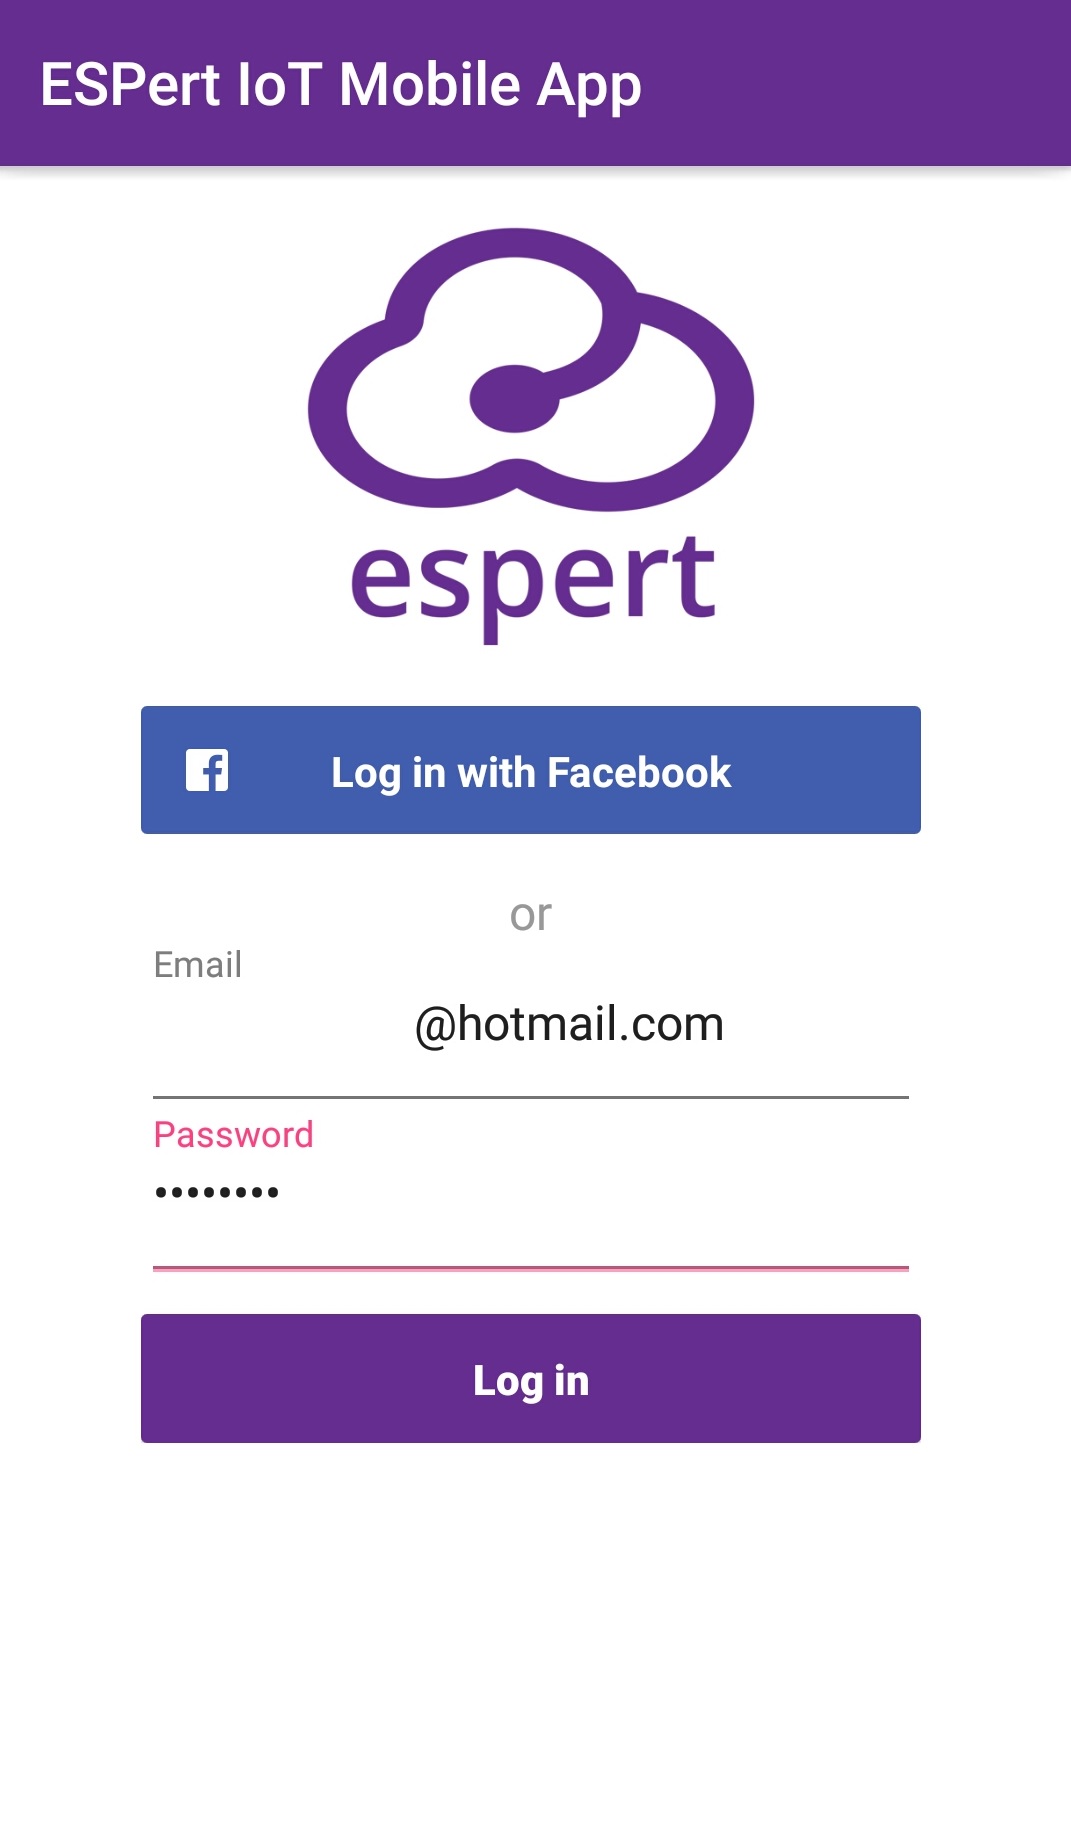 ESPert IoT Mobile App
espert
Log in with Facebook
or
Email
@hotmail.com
Password
••••••••
Log in